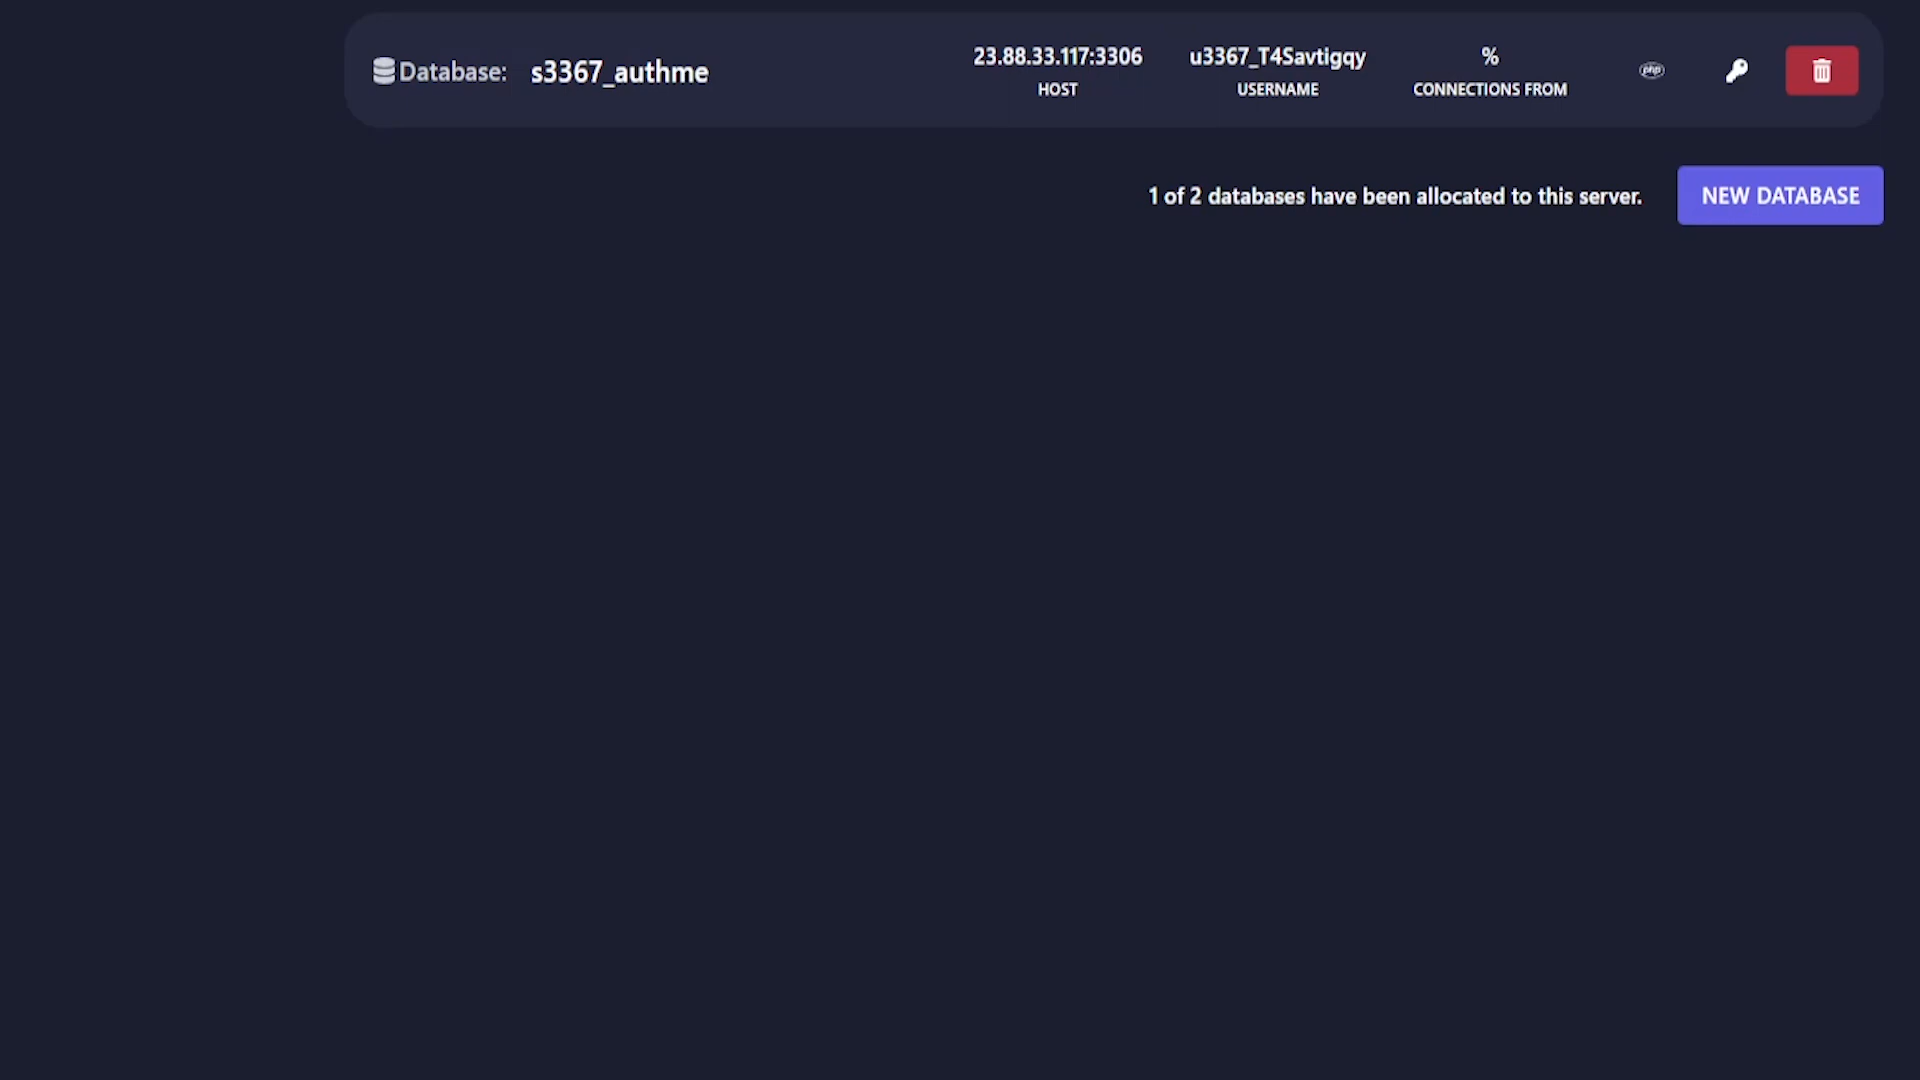 Database: s3367_authme
23.88.33.117:3306
HOST
u3367_T4Savtigqy
USERNAME
%
CONNECTIONS FROM
php
1 of 2 databases have been allocated to this server.
NEW DATABASE